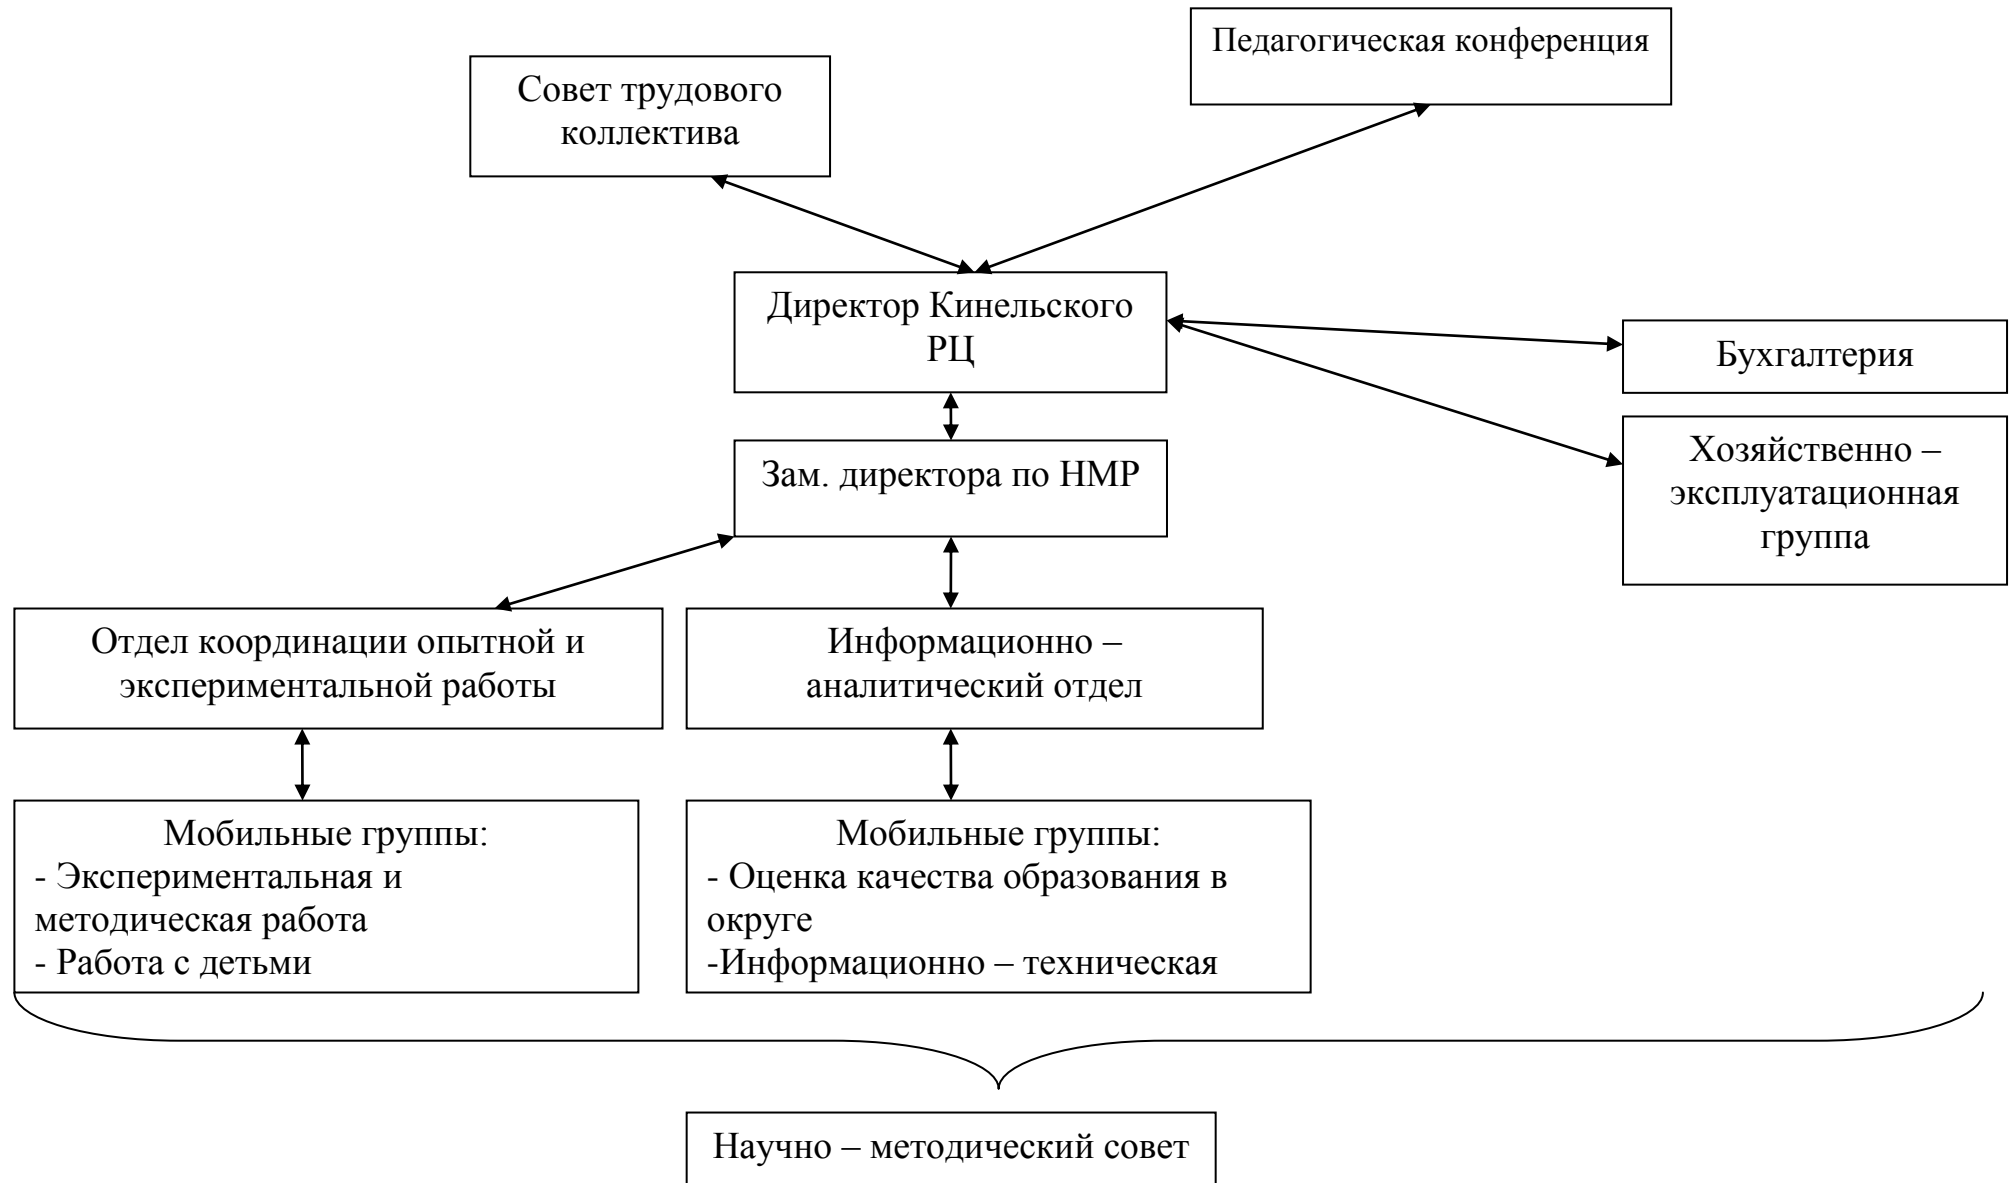 Педагогическая конференция
Совет трудового
коллектива
Директор Кинельского
РЦ
Бухгалтерия
Хозяйственно –
эксплуатационная
группа
Зам. директора по НМР
Отдел координации опытной и
экспериментальной работы
Информационно –
аналитический отдел
Мобильные группы:
- Экспериментальная и
методическая работа
- Работа с детьми
Мобильные группы:
- Оценка качества образования в
округе
-Информационно – техническая
Научно – методический совет